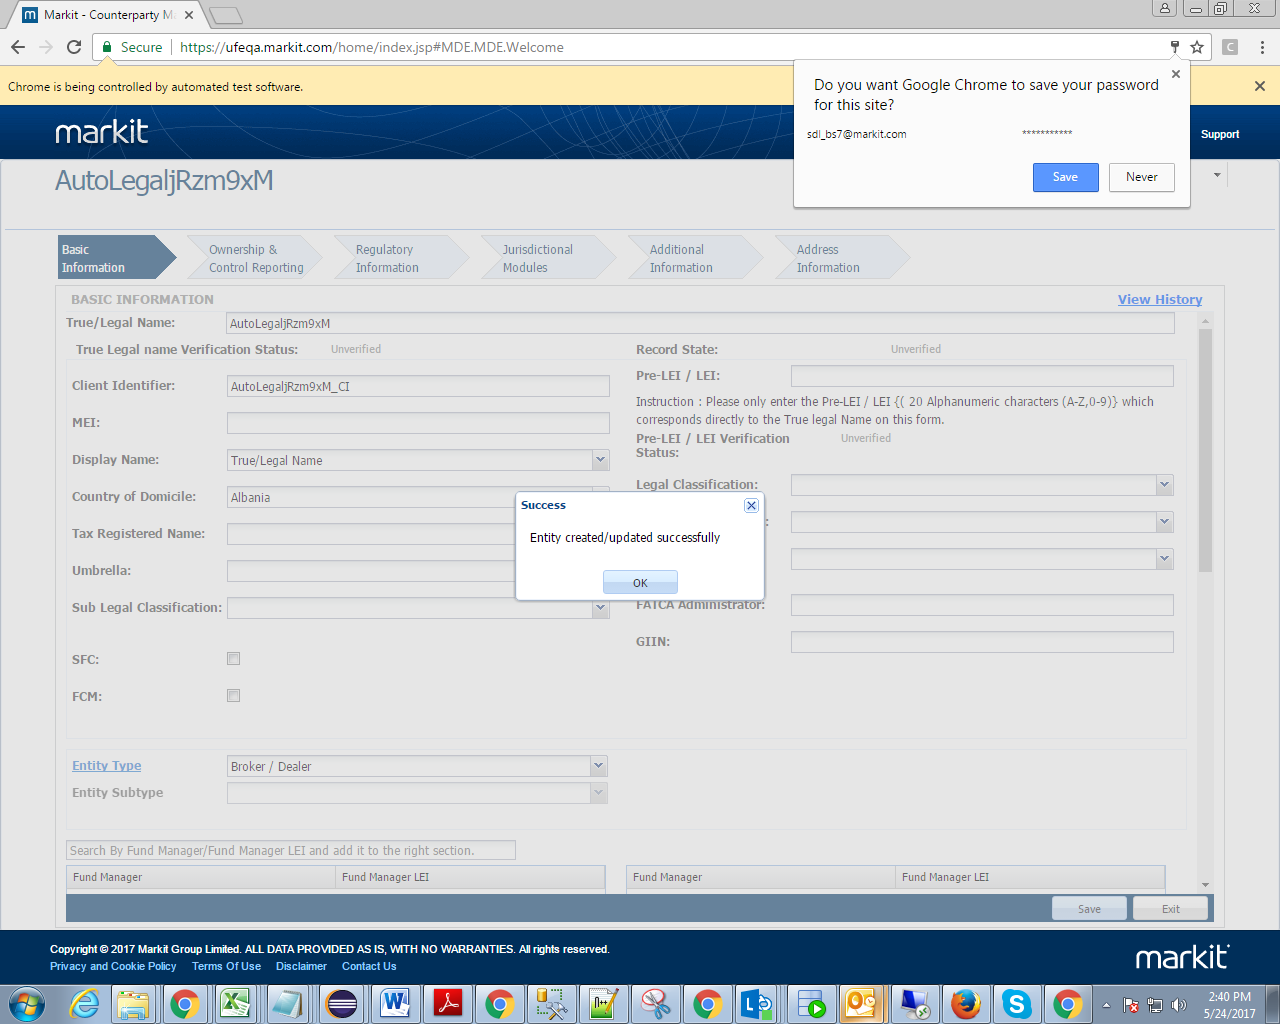 Markit - Counterparty M
Secure
https://ufeqa.markit.com/home/index.jsp#MDE.MDE.Welcome
Chrome is being controlled by automated test software.
Do you want Google Chrome to save your password
for this site?
sdl_bs7@markit.com ***********
Save Never
markit
Support
AutoLegaljRzm9xM
Basic
Information
Ownership &
Control Reporting
Regulatory
Information
Jurisdictional
Modules
Additional
Information
Address
Information
BASIC INFORMATION
View History
True/Legal Name: AutoLegaljRzm9xM
True Legal name Verification Status: Unverified
Record State: Unverified
Client Identifier: AutoLegaljRzm9xM_CI
Pre-LEI / LEI:
Instruction : Please only enter the Pre-LEI / LEI {( 20 Alphanumeric characters (A-Z,0-9)} which
corresponds directly to the True legal Name on this form.
MEI:
Pre-LEI / LEI Verification
Status:
Unverified
Display Name: True/Legal Name
Legal Classification:
Country of Domicile: Albania
Success
Entity created/updated successfully
OK
Tax Registered Name:
Umbrella:
Sub Legal Classification:
FATCA Administrator:
GIIN:
SFC:
FCM:
Entity Type Broker / Dealer
Entity Subtype
Search By Fund Manager/Fund Manager LEI and add it to the right section.
Fund Manager Fund Manager LEI Fund Manager Fund Manager LEI
Save Exit
Copyright © 2017 Markit Group Limited. ALL DATA PROVIDED AS IS, WITH NO WARRANTIES. All rights reserved.
Privacy and Cookie Policy Terms Of Use Disclaimer Contact Us
markit
2:40 PM
5/24/2017